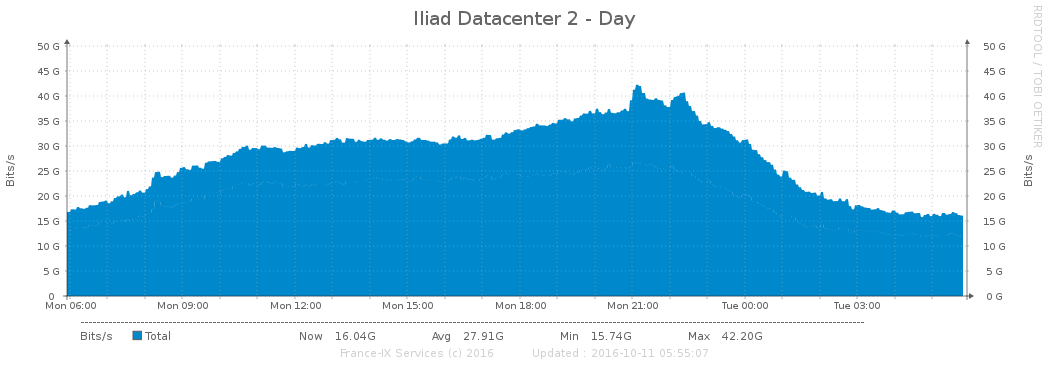 Iliad Datacenter 2 - Day
RRDTOOL / TOBI OETIKER
Bits/s
50 G 50 G
45 G 45 G
40 G 40 G
35 G 35 G
30 G 30 G
25 G 25 G
20 G 20 G
15 G 15 G
10 G 10 G
5 G 5 G
0 0 G
Bits/s
Mon 06:00 Mon 09:00 Mon 12:00 Mon 15:00 Mon 18:00 Mon 21:00 Tue 00:00 Tue 03:00
Bits/s Total Now 16.04G Avg 27.91G Min 15.74G Max 42.20G
France-IX Services (c) 2016 Updated : 2016-10-11 05:55:07